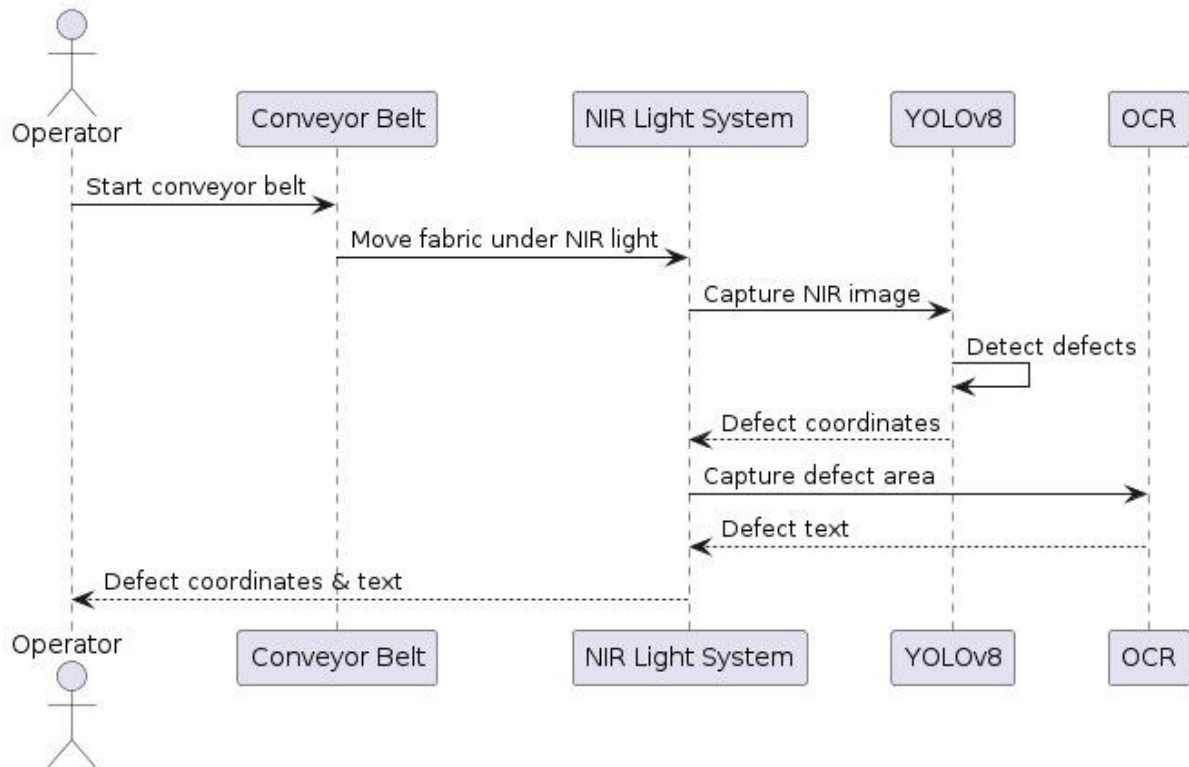 Operator
Conveyor Belt
NIR Light System
YOLOv8
OCR
Start conveyor belt
Move fabric under NIR light
Capture NIR image
Detect defects
Defect coordinates
Capture defect area
Defect text
Defect coordinates & text
Operator
Conveyor Belt
NIR Light System
YOLOv8
OCR